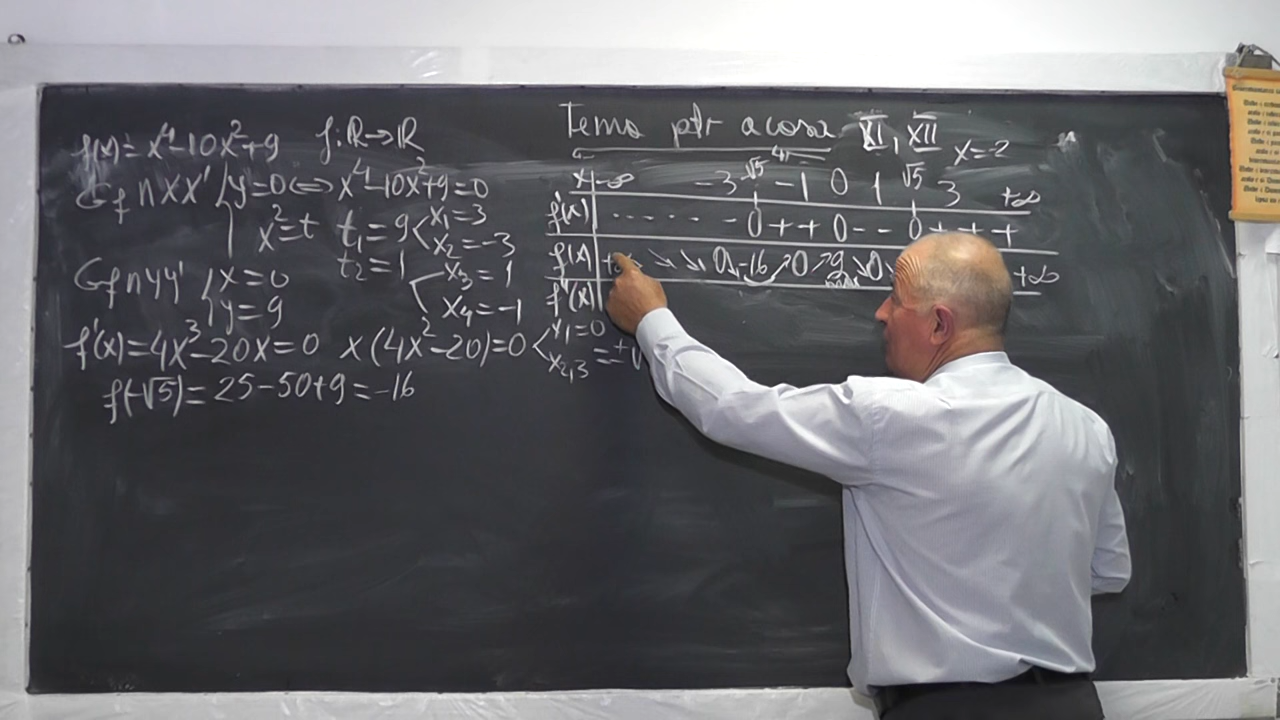 f(x)=x⁴-10x²+9 f:R→R
Gf∩XX' / y=0⇔x⁴-10x²+9=0
x²=t t₁=9< x₁=3
x₂=-3
t₂=1
x₃=1
x₄=-1
Gf∩yy' / x=0
y=9
f'(x)=4x³-20x=0 x(4x²-20)=0< x₁=0
x₂,₃=±√
f(-√5)=25-50+9=-16
Tema ptr acasa XI, XII
x=-2
x -∞ -3 -√5 -1 0 1 √5 3 +∞
f'(x) ------0++0--0+++
f(x) ↘ ↘ 0↘-16↗0↗9↘0↘ +∞
f''(x)